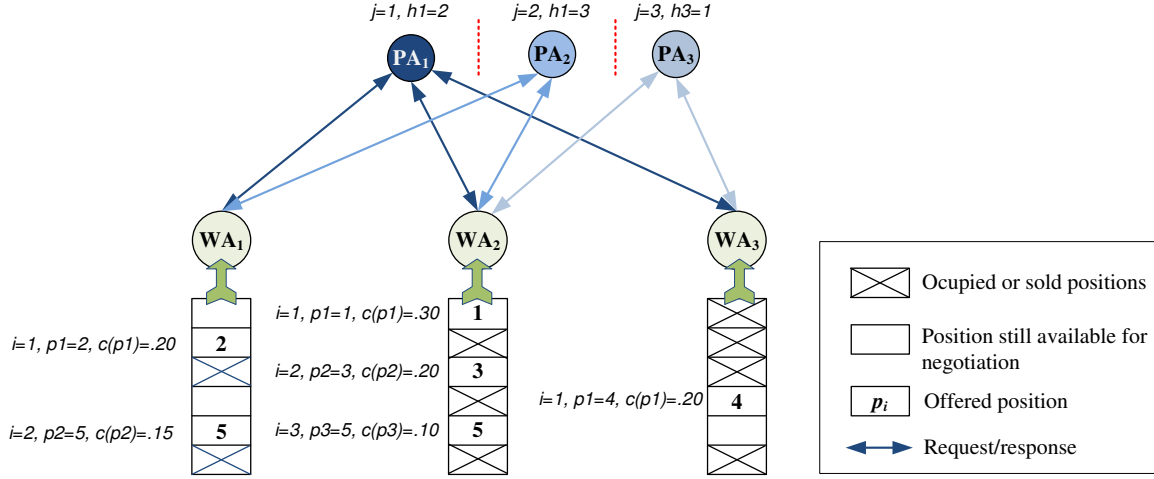 j=1, h1=2
j=2, h1=3
j=3, h3=1
PA1
PA2
PA3
WA1
WA2
WA3
i=1, p1=2, c(p1)=.20
2
i=2, p2=5, c(p2)=.15
5
i=1, p1=1, c(p1)=.30
1
i=2, p2=3, c(p2)=.20
3
i=3, p3=5, c(p3)=.10
5
i=1, p1=4, c(p1)=.20
4
Ocupied or sold positions
Position still available for
negotiation
pi
Offered position
Request/response